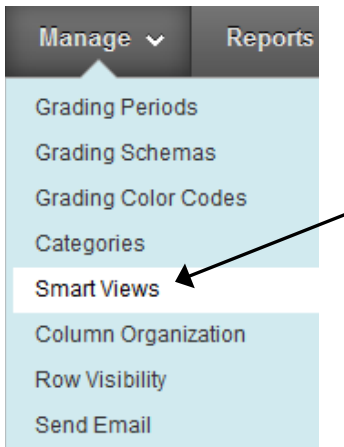 Manage Reports
Grading Periods
Grading Schemas
Grading Color Codes
Categories
Smart Views
Column Organization
Row Visibility
Send Email